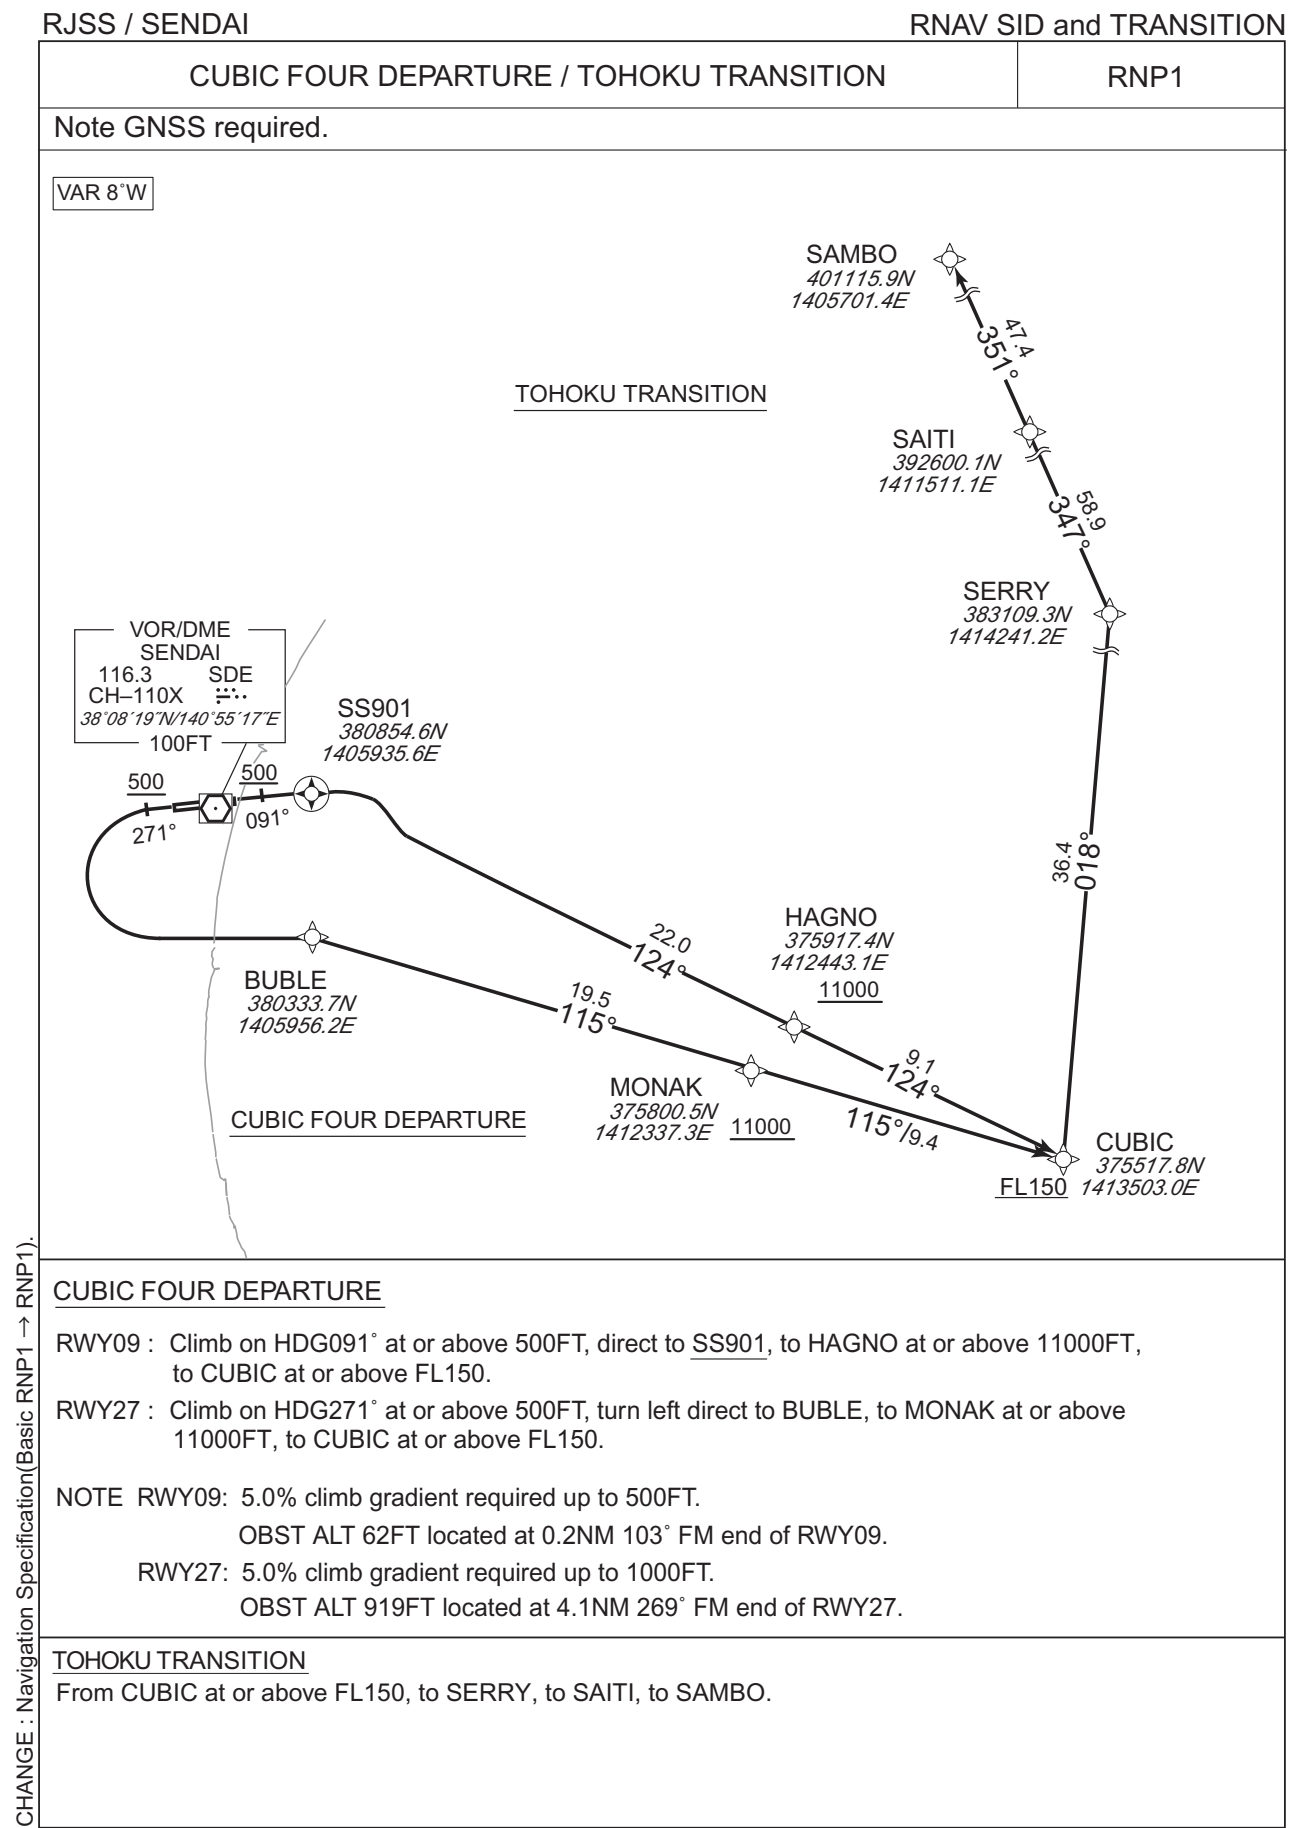 RJSS / SENDAI
RNAV SID and TRANSITION
CUBIC FOUR DEPARTURE / TOHOKU TRANSITION
RNP1
Note GNSS required.
VAR 8˚W
SAMBO
401115.9N
1405701.4E
47.4
351°
TOHOKU TRANSITION
SAITI
392600.1N
1411511.1E
58.9
347°
SERRY
383109.3N
1414241.2E
VOR/DME
SENDAI
116.3 SDE
CH–110X
38˚08´19˝N/140˚55´17˝E
100FT
SS901
380854.6N
1405935.6E
500
500
271°
091°
36.4
018°
HAGNO
375917.4N
1412443.1E
11000
22.0
124°
BUBLE
380333.7N
1405956.2E
19.5
115°
9.1
124°
MONAK
375800.5N
1412337.3E
11000
115°/9.4
CUBIC FOUR DEPARTURE
CUBIC
375517.8N
1413503.0E
FL150
CUBIC FOUR DEPARTURE
RWY09 : Climb on HDG091˚ at or above 500FT, direct to SS901, to HAGNO at or above 11000FT,
to CUBIC at or above FL150.
RWY27 : Climb on HDG271˚ at or above 500FT, turn left direct to BUBLE, to MONAK at or above
11000FT, to CUBIC at or above FL150.
NOTE RWY09: 5.0% climb gradient required up to 500FT.
OBST ALT 62FT located at 0.2NM 103˚ FM end of RWY09.
RWY27: 5.0% climb gradient required up to 1000FT.
OBST ALT 919FT located at 4.1NM 269˚ FM end of RWY27.
TOHOKU TRANSITION
From CUBIC at or above FL150, to SERRY, to SAITI, to SAMBO.
CHANGE : Navigation Specification(Basic RNP1 → RNP1).